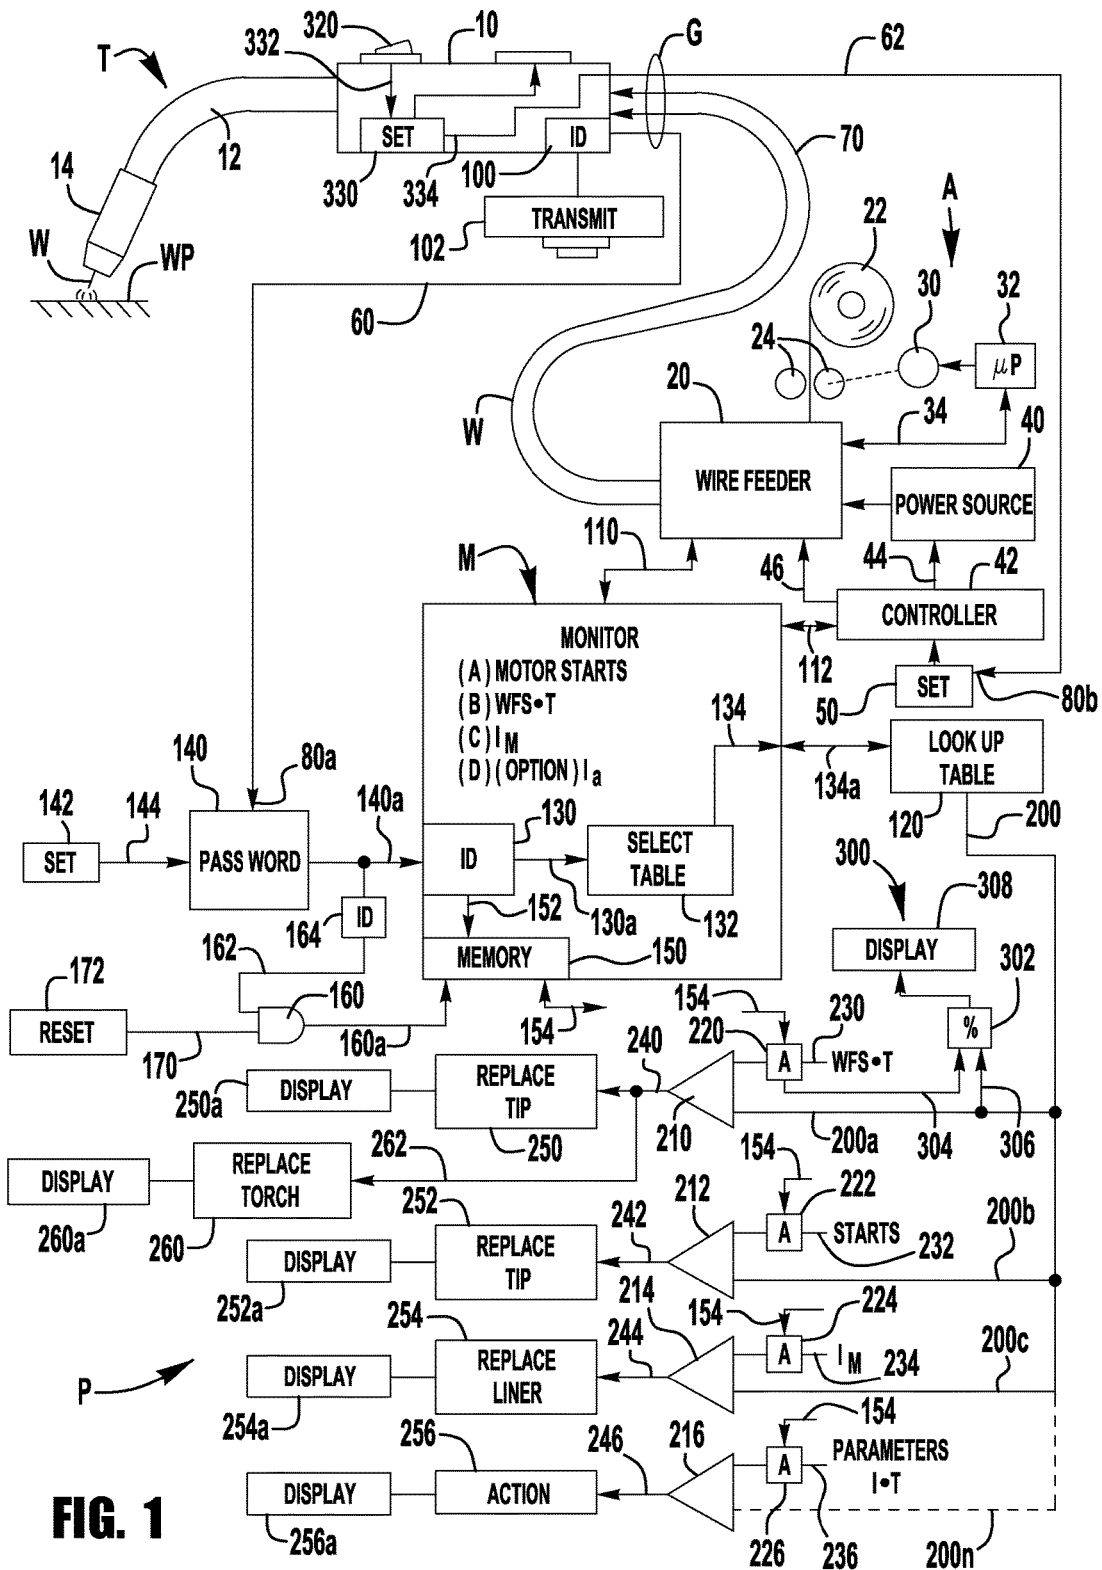 320
10
G
62
T
332
SET
ID
12
14
330
334
100
70
A
W
WP
TRANSMIT
102
22
30
32
60
24
μP
20
34
40
W
WIRE FEEDER
POWER SOURCE
110
M
46
44
42
MONITOR
CONTROLLER
(A) MOTOR STARTS
112
(B) WFS•T
134
50
SET
80b
(C) IM
(D) (OPTION) Ia
LOOK UP
TABLE
134a
120
200
140
80a
142
144
140a
130
SET
PASS WORD
ID
SELECT
TABLE
300
308
164
ID
152
130a
132
DISPLAY
302
162
MEMORY
150
172
160
154
230
RESET
220
%
170
160a
154
240
A
WFS•T
250a
DISPLAY
REPLACE
TIP
210
200a
304
306
250
262
154
DISPLAY
REPLACE
TORCH
252
212
222
260a
260
242
A
STARTS
200b
DISPLAY
REPLACE
TIP
232
252a
254
214
154
224
244
200c
A
IM
234
P
DISPLAY
REPLACE
LINER
254a
256
246
216
154
PARAMETERS
I•T
A
DISPLAY
ACTION
FIG. 1
256a
226
236
200n